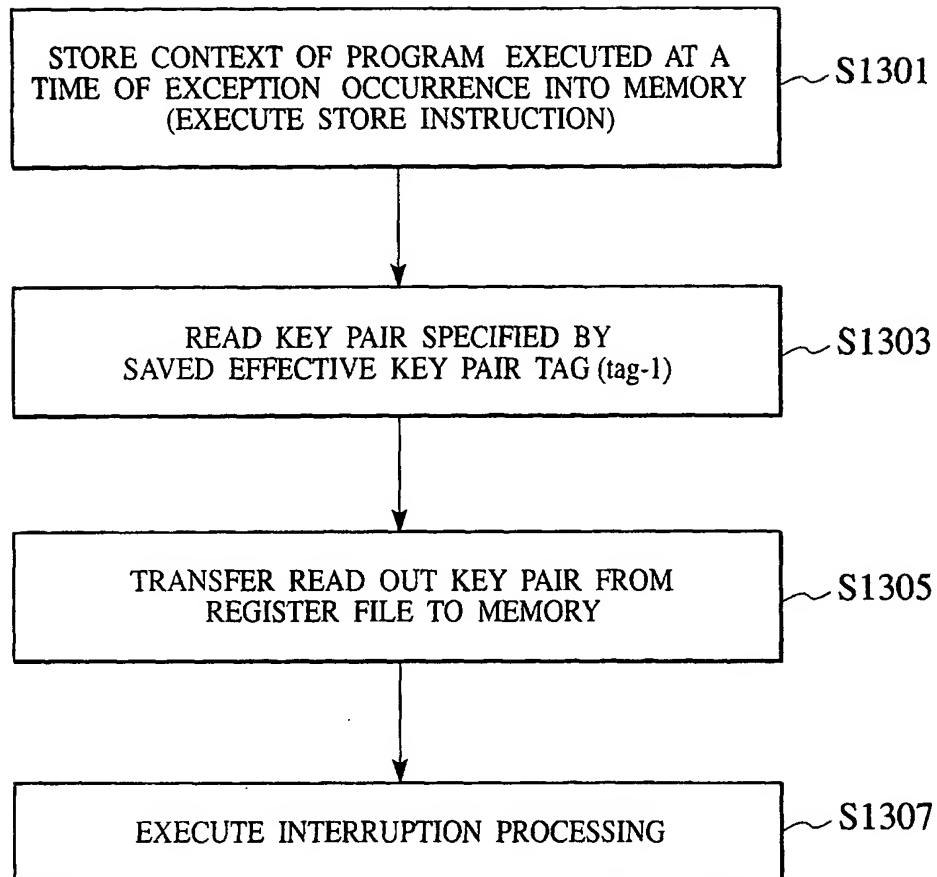 STORE CONTEXT OF PROGRAM EXECUTED AT A
TIME OF EXCEPTION OCCURRENCE INTO MEMORY
(EXECUTE STORE INSTRUCTION)
S1301
READ KEY PAIR SPECIFIED BY
SAVED EFFECTIVE KEY PAIR TAG (tag-1)
S1303
TRANSFER READ OUT KEY PAIR FROM
REGISTER FILE TO MEMORY
S1305
EXECUTE INTERRUPTION PROCESSING
S1307